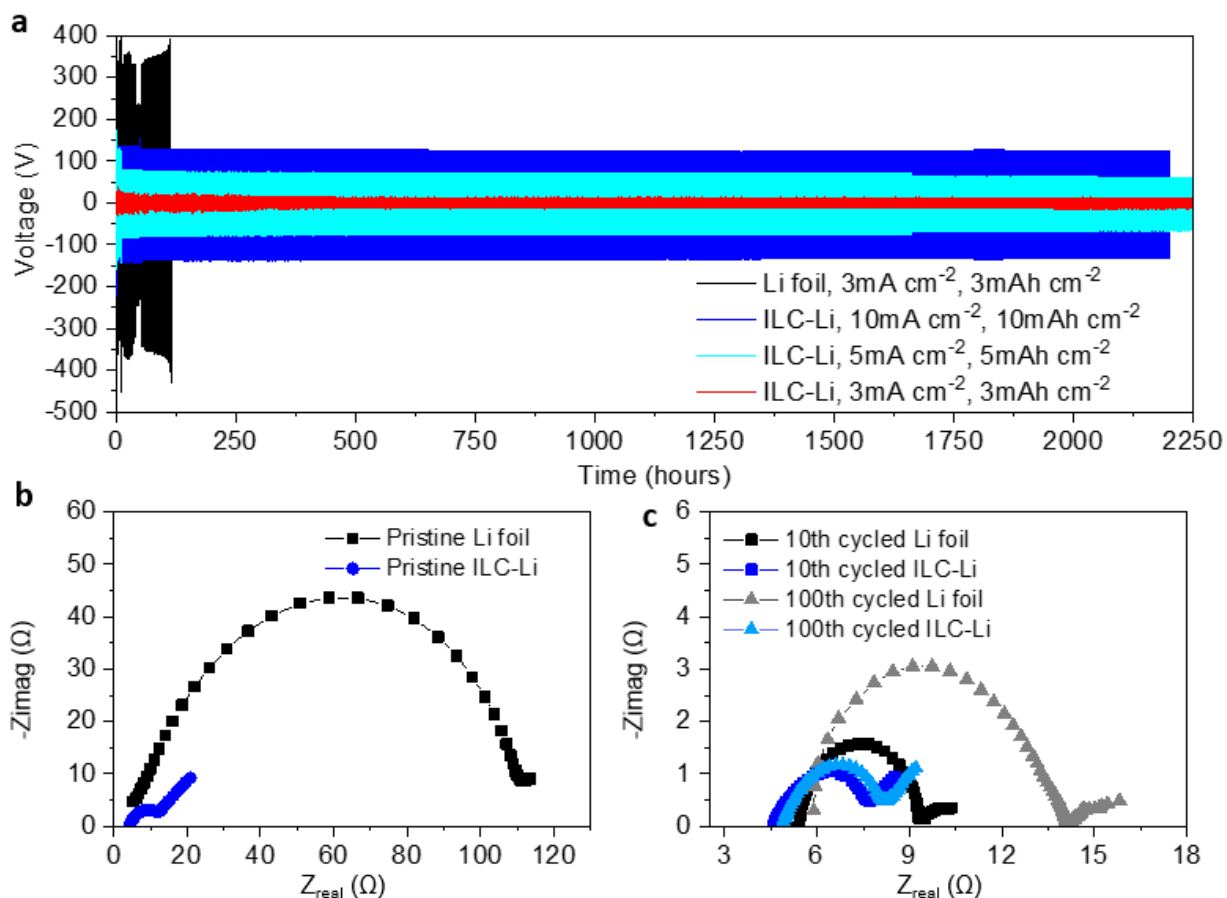 a
400
300
200
100
0
-100
-200
-300
-400
-500
Voltage (V)
Li foil, 3mA cm⁻², 3mAh cm⁻²
ILC-Li, 10mA cm⁻², 10mAh cm⁻²
ILC-Li, 5mA cm⁻², 5mAh cm⁻²
ILC-Li, 3mA cm⁻², 3mAh cm⁻²
0 250 500 750 1000 1250 1500 1750 2000 2250
Time (hours)
b
60
50
40
30
20
10
0
-Zimag (Ω)
Pristine Li foil
Pristine ILC-Li
0 20 40 60 80 100 120
Z_real (Ω)
c
6
5
4
3
2
1
0
-Zimag (Ω)
10th cycled Li foil
10th cycled ILC-Li
100th cycled Li foil
100th cycled ILC-Li
3 6 9 12 15 18
Z_real (Ω)